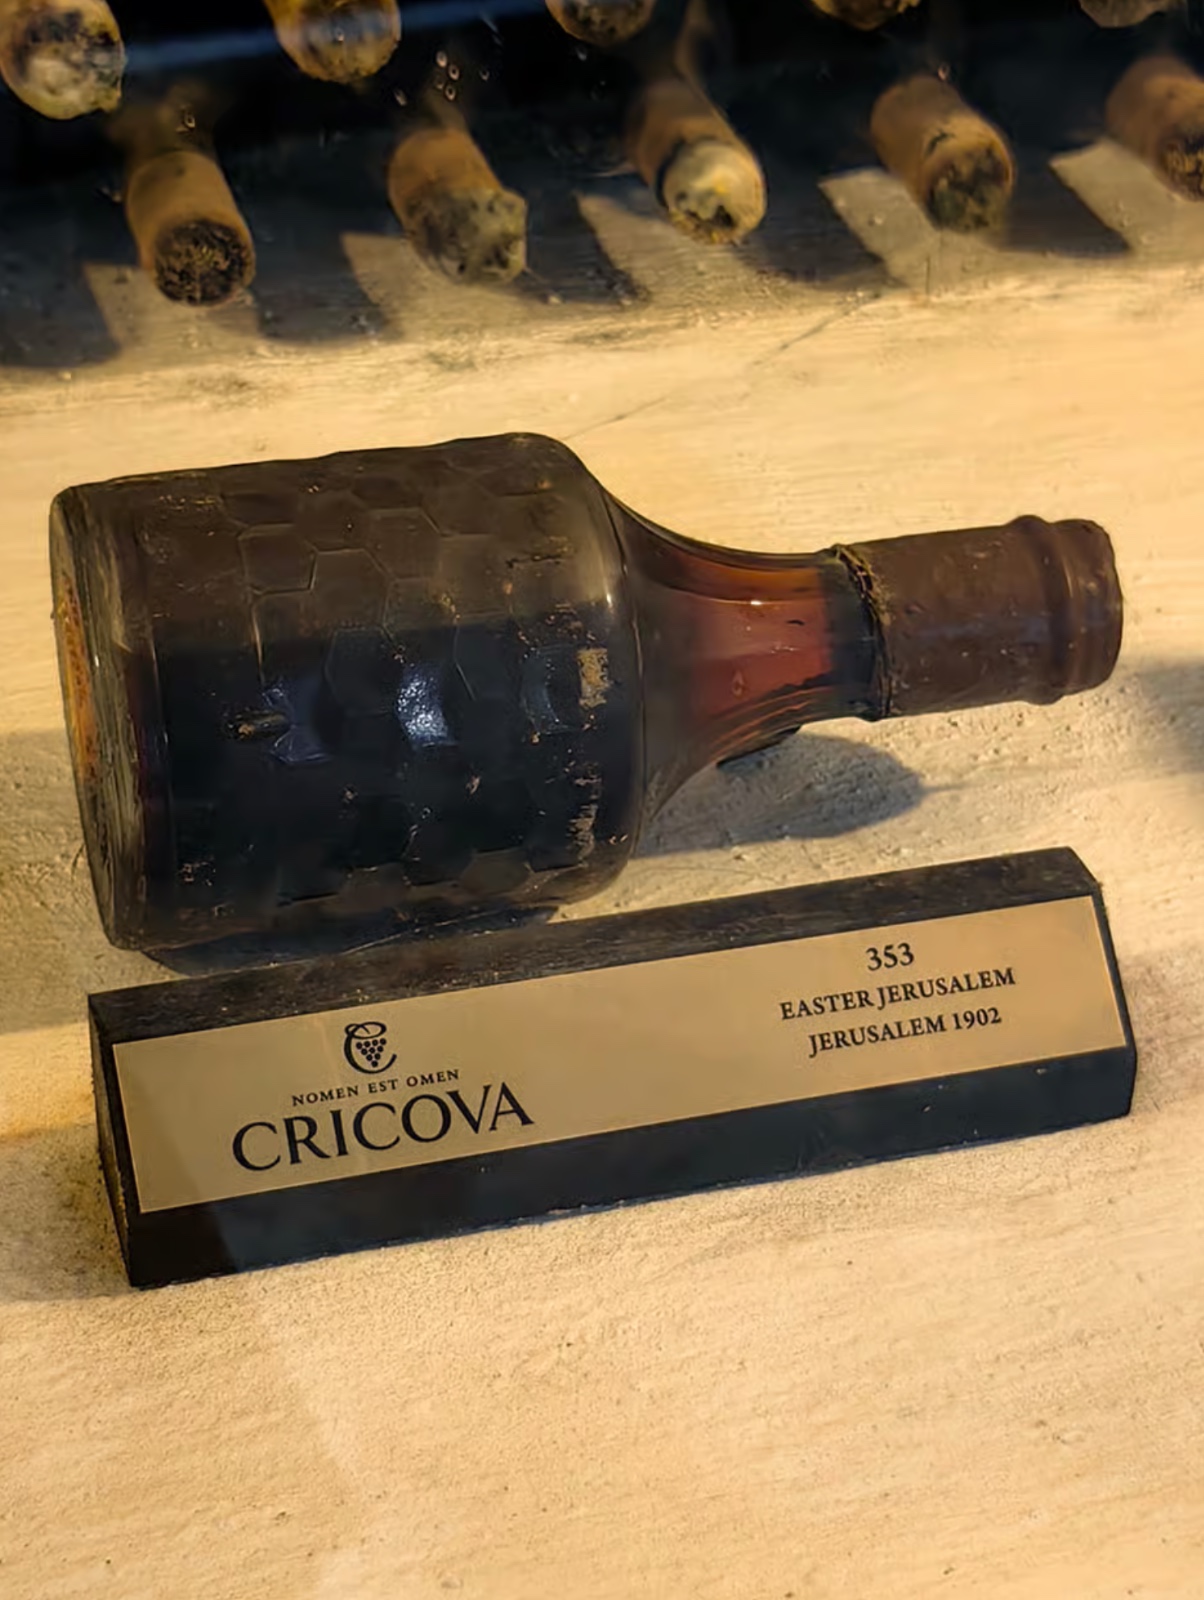 NOMEN EST OMEN
CRICOVA
353
EASTER JERUSALEM
JERUSALEM 1902